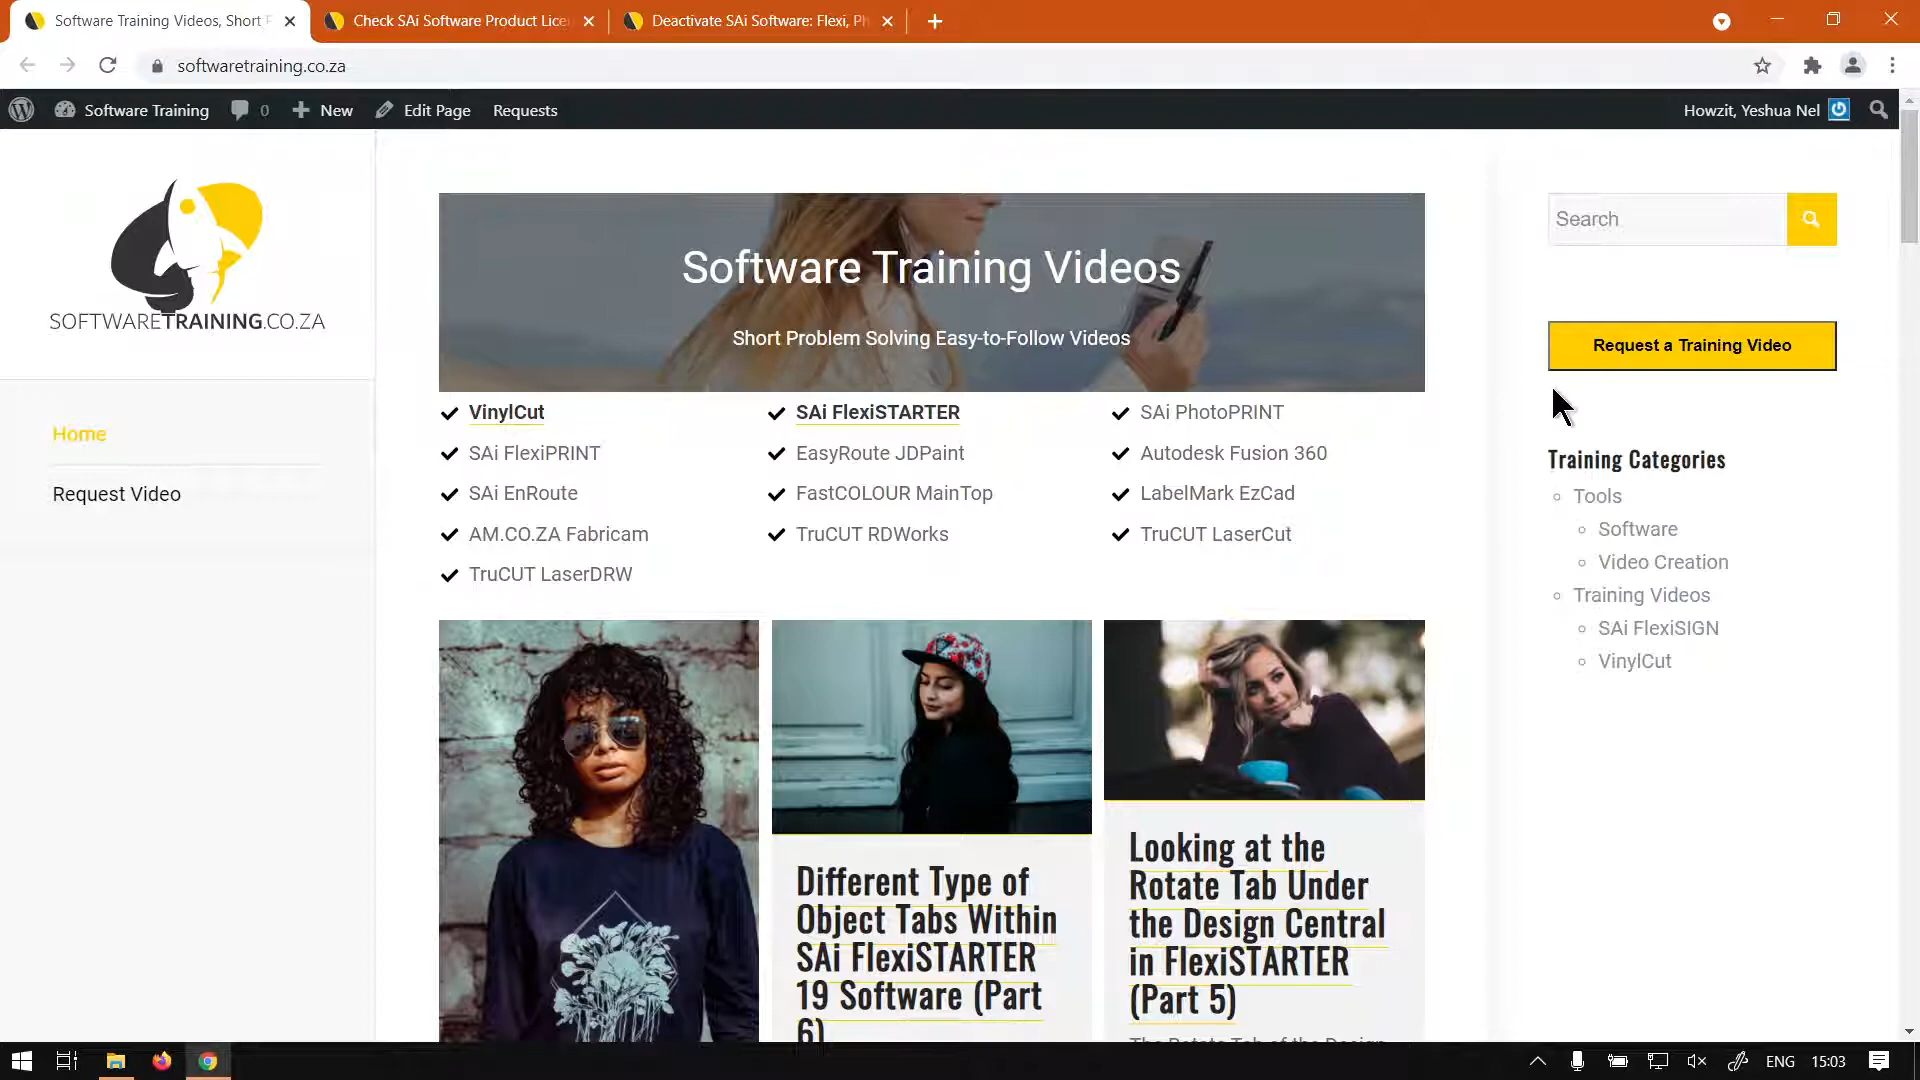 Software Training Videos, Short P
Check SAi Software Product Lice
Deactivate SAi Software: Flexi, Ph
softwaretraining.co.za
Software Training
0
New
Edit Page
Requests
Howzit, Yeshua Nel
SOFTWARETRAINING.CO.ZA
Home
Request Video
Software Training Videos
Short Problem Solving Easy-to-Follow Videos
VinylCut
SAi FlexiSTARTER
SAi PhotoPRINT
SAi FlexiPRINT
EasyRoute JDPaint
Autodesk Fusion 360
SAi EnRoute
FastCOLOUR MainTop
LabelMark EzCad
AM.CO.ZA Fabricam
TruCUT RDWorks
TruCUT LaserCut
TruCUT LaserDRW
Different Type of
Object Tabs Within
SAi FlexiSTARTER
19 Software (Part
6)
Looking at the
Rotate Tab Under
the Design Central
in FlexiSTARTER
(Part 5)
The Rotate Tab of the Design
Search
Request a Training Video
Training Categories
Tools
Software
Video Creation
Training Videos
SAi FlexiSIGN
VinylCut
ENG
15:03